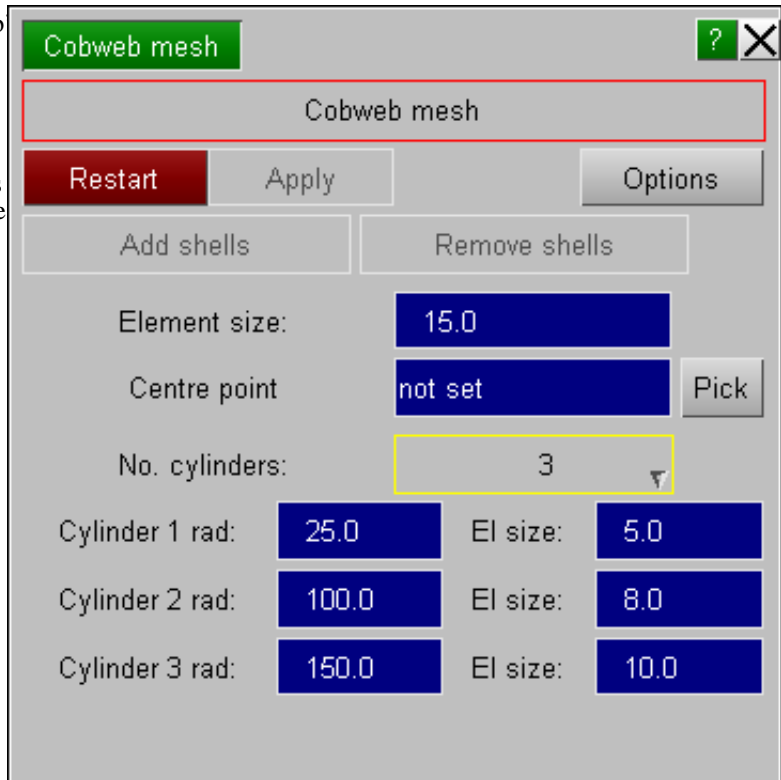 Cobweb mesh ?
Cobweb mesh
Restart Apply Options
Add shells Remove shells
Element size: 15.0
Centre point not set Pick
No. cylinders: 3
Cylinder 1 rad: 25.0 El size: 5.0
Cylinder 2 rad: 100.0 El size: 8.0
Cylinder 3 rad: 150.0 El size: 10.0